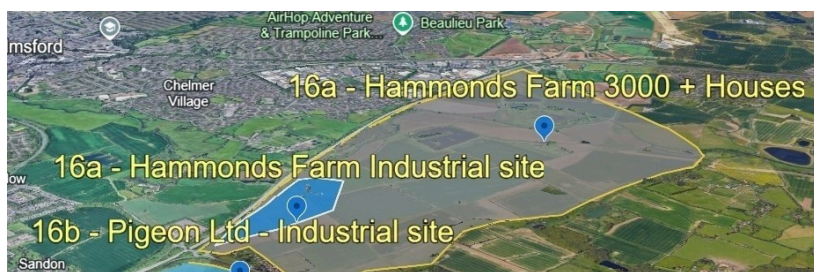 AirHop Adventure
& Trampoline Park...
Beaulieu Park
lmsford
Chelmer
Village
16a - Hammonds Farm 3000 + Houses
16a - Hammonds Farm Industrial site
low
16b - Pigeon Ltd - Industrial site
Sandon